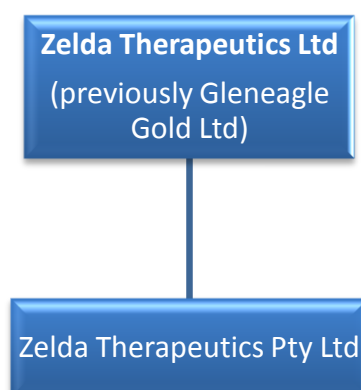 Zelda Therapeutics Ltd
(previously Gleneagle
Gold Ltd)
Zelda Therapeutics Pty Ltd